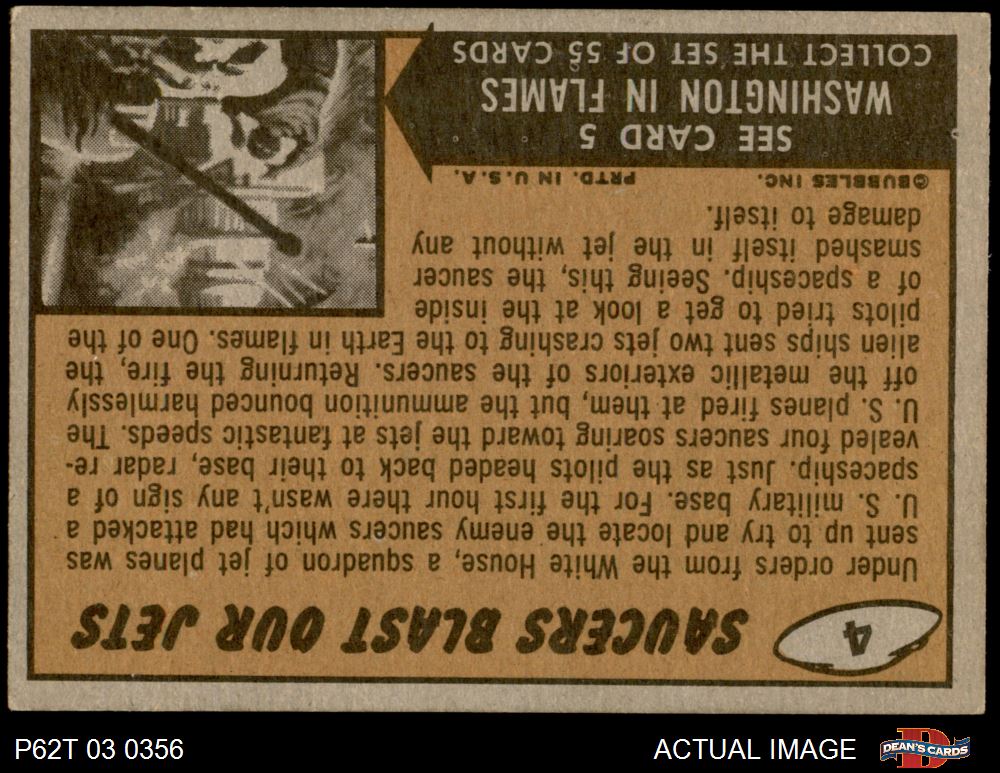 4
SAUCERS BLAST OUR JETS
Under orders from the White House, a squadron of jet planes was
sent up to try and locate the enemy saucers which had attacked a
U. S. military base. For the first hour there wasn't any sign of a
spaceship. Just as the pilots headed back to their base, radar re-
vealed four saucers soaring toward the jets at fantastic speeds. The
U. S. planes fired at them, but the ammunition bounced harmlessly
off the metallic exteriors of the saucers. Returning the fire, the
alien ships sent two jets crashing to the Earth in flames. One of the
pilots tried to get a look at the inside
of a spaceship. Seeing this, the saucer
smashed itself in the jet without any
damage to itself.
©BUBBLES INC. PRTD. IN U.S.A.
SEE CARD 5
WASHINGTON IN FLAMES
COLLECT THE SET OF 55 CARDS
P62T 03 0356
ACTUAL IMAGE
DEAN'S CARDS